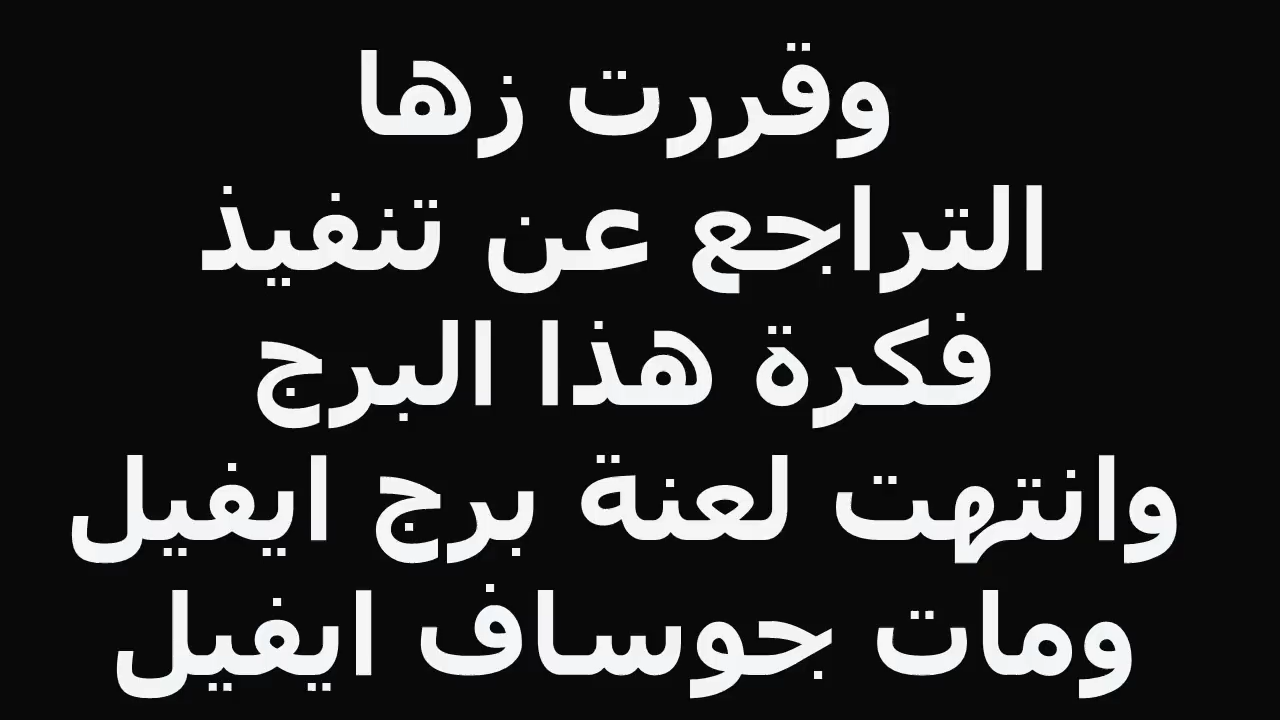 وقررت زها
التراجع عن تنفيذ
فكرة هذا البرج
وانتهت لعنة برج ايفيل
ومات جوساف ايفيل